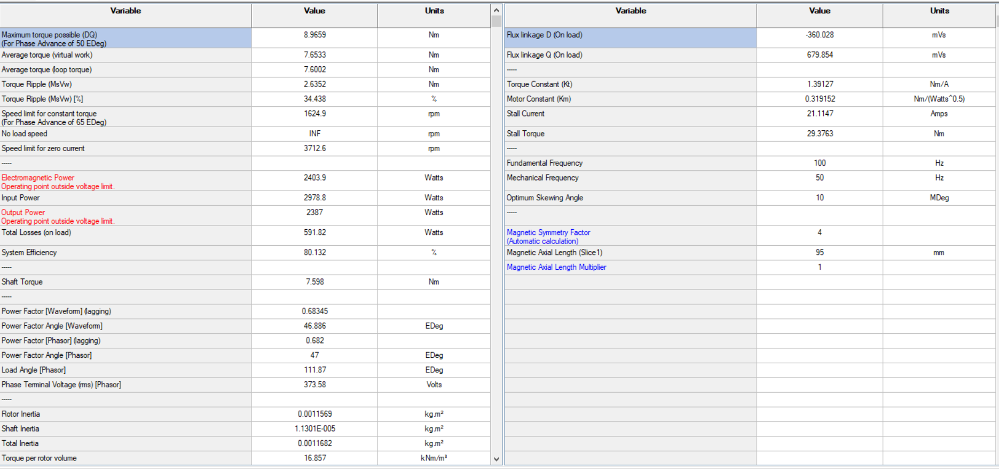 Variable Value Units
Maximum torque possible (DQ) 8.9659 Nm
(For Phase Advance of 50 EDeg)
Average torque (virtual work) 7.6533 Nm
Average torque (loop torque) 7.6002 Nm
Torque Ripple (MsVw) 2.6352 Nm
Torque Ripple (MsVw) [%] 34.438 %
Speed limit for constant torque 1624.9 rpm
(For Phase Advance of 65 EDeg)
No load speed INF rpm
Speed limit for zero current 3712.6 rpm
-----
Electromagnetic Power 2403.9 Watts
Operating point outside voltage limit.
Input Power 2978.8 Watts
Output Power 2387 Watts
Operating point outside voltage limit.
Total Losses (on load) 591.82 Watts
System Efficiency 80.132 %
-----
Shaft Torque 7.598 Nm
-----
Power Factor [Waveform] (lagging) 0.68345
Power Factor Angle [Waveform] 46.886 EDeg
Power Factor [Phasor] (lagging) 0.682
Power Factor Angle [Phasor] 47 EDeg
Load Angle [Phasor] 111.87 EDeg
Phase Terminal Voltage (rms) [Phasor] 373.58 Volts
-----
Rotor Inertia 0.0011569 kg.m²
Shaft Inertia 1.1301E-005 kg.m²
Total Inertia 0.0011682 kg.m²
Torque per rotor volume 16.857 kNm/m³
Variable Value Units
Flux linkage D (On load) -360.028 mVs
Flux linkage Q (On load) 679.854 mVs
-----
Torque Constant (Kt) 1.39127 Nm/A
Motor Constant (Km) 0.319152 Nm/(Watts^0.5)
Stall Current 21.1147 Amps
Stall Torque 29.3763 Nm
-----
Fundamental Frequency 100 Hz
Mechanical Frequency 50 Hz
Optimum Skewing Angle 10 MDeg
-----
Magnetic Symmetry Factor 4
(Automatic calculation)
Magnetic Axial Length (Slice1) 95 mm
Magnetic Axial Length Multiplier 1